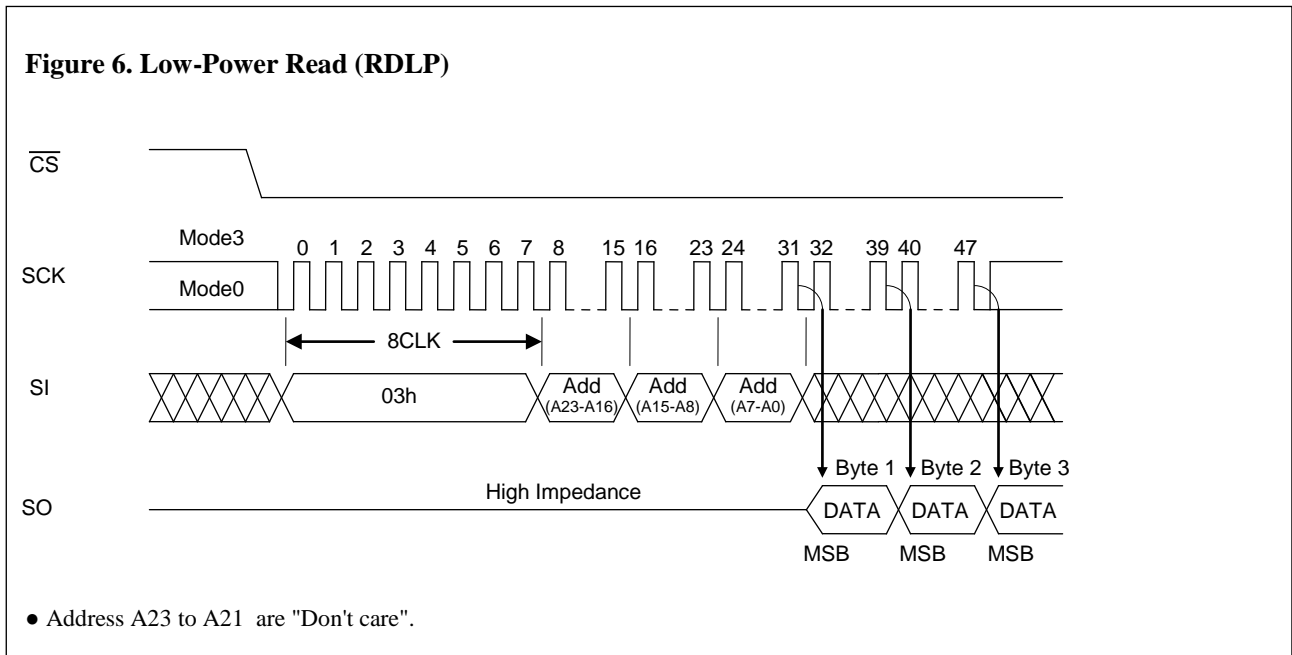 Figure 6. Low-Power Read (RDLP)
CS
Mode3
0 1 2 3 4 5 6 7 8 15 16 23 24 31 32 39 40 47
SCK
Mode0
8CLK
SI
03h
Add (A23-A16)
Add (A15-A8)
Add (A7-A0)
Byte 1 Byte 2 Byte 3
High Impedance
SO
DATA DATA DATA
MSB MSB MSB
● Address A23 to A21 are "Don't care".